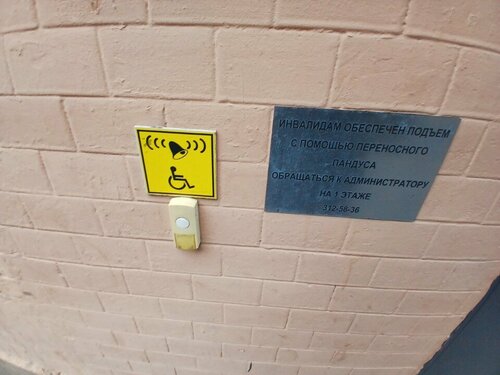 ИНВАЛИДАМ ОБЕСПЕЧЕН ПОДЪЕМ
С ПОМОЩЬЮ ПЕРЕНОСНОГО
ПАНДУСА
ОБРАЩАТЬСЯ К АДМИНИСТРАТОРУ
НА 1 ЭТАЖЕ
312-58-36